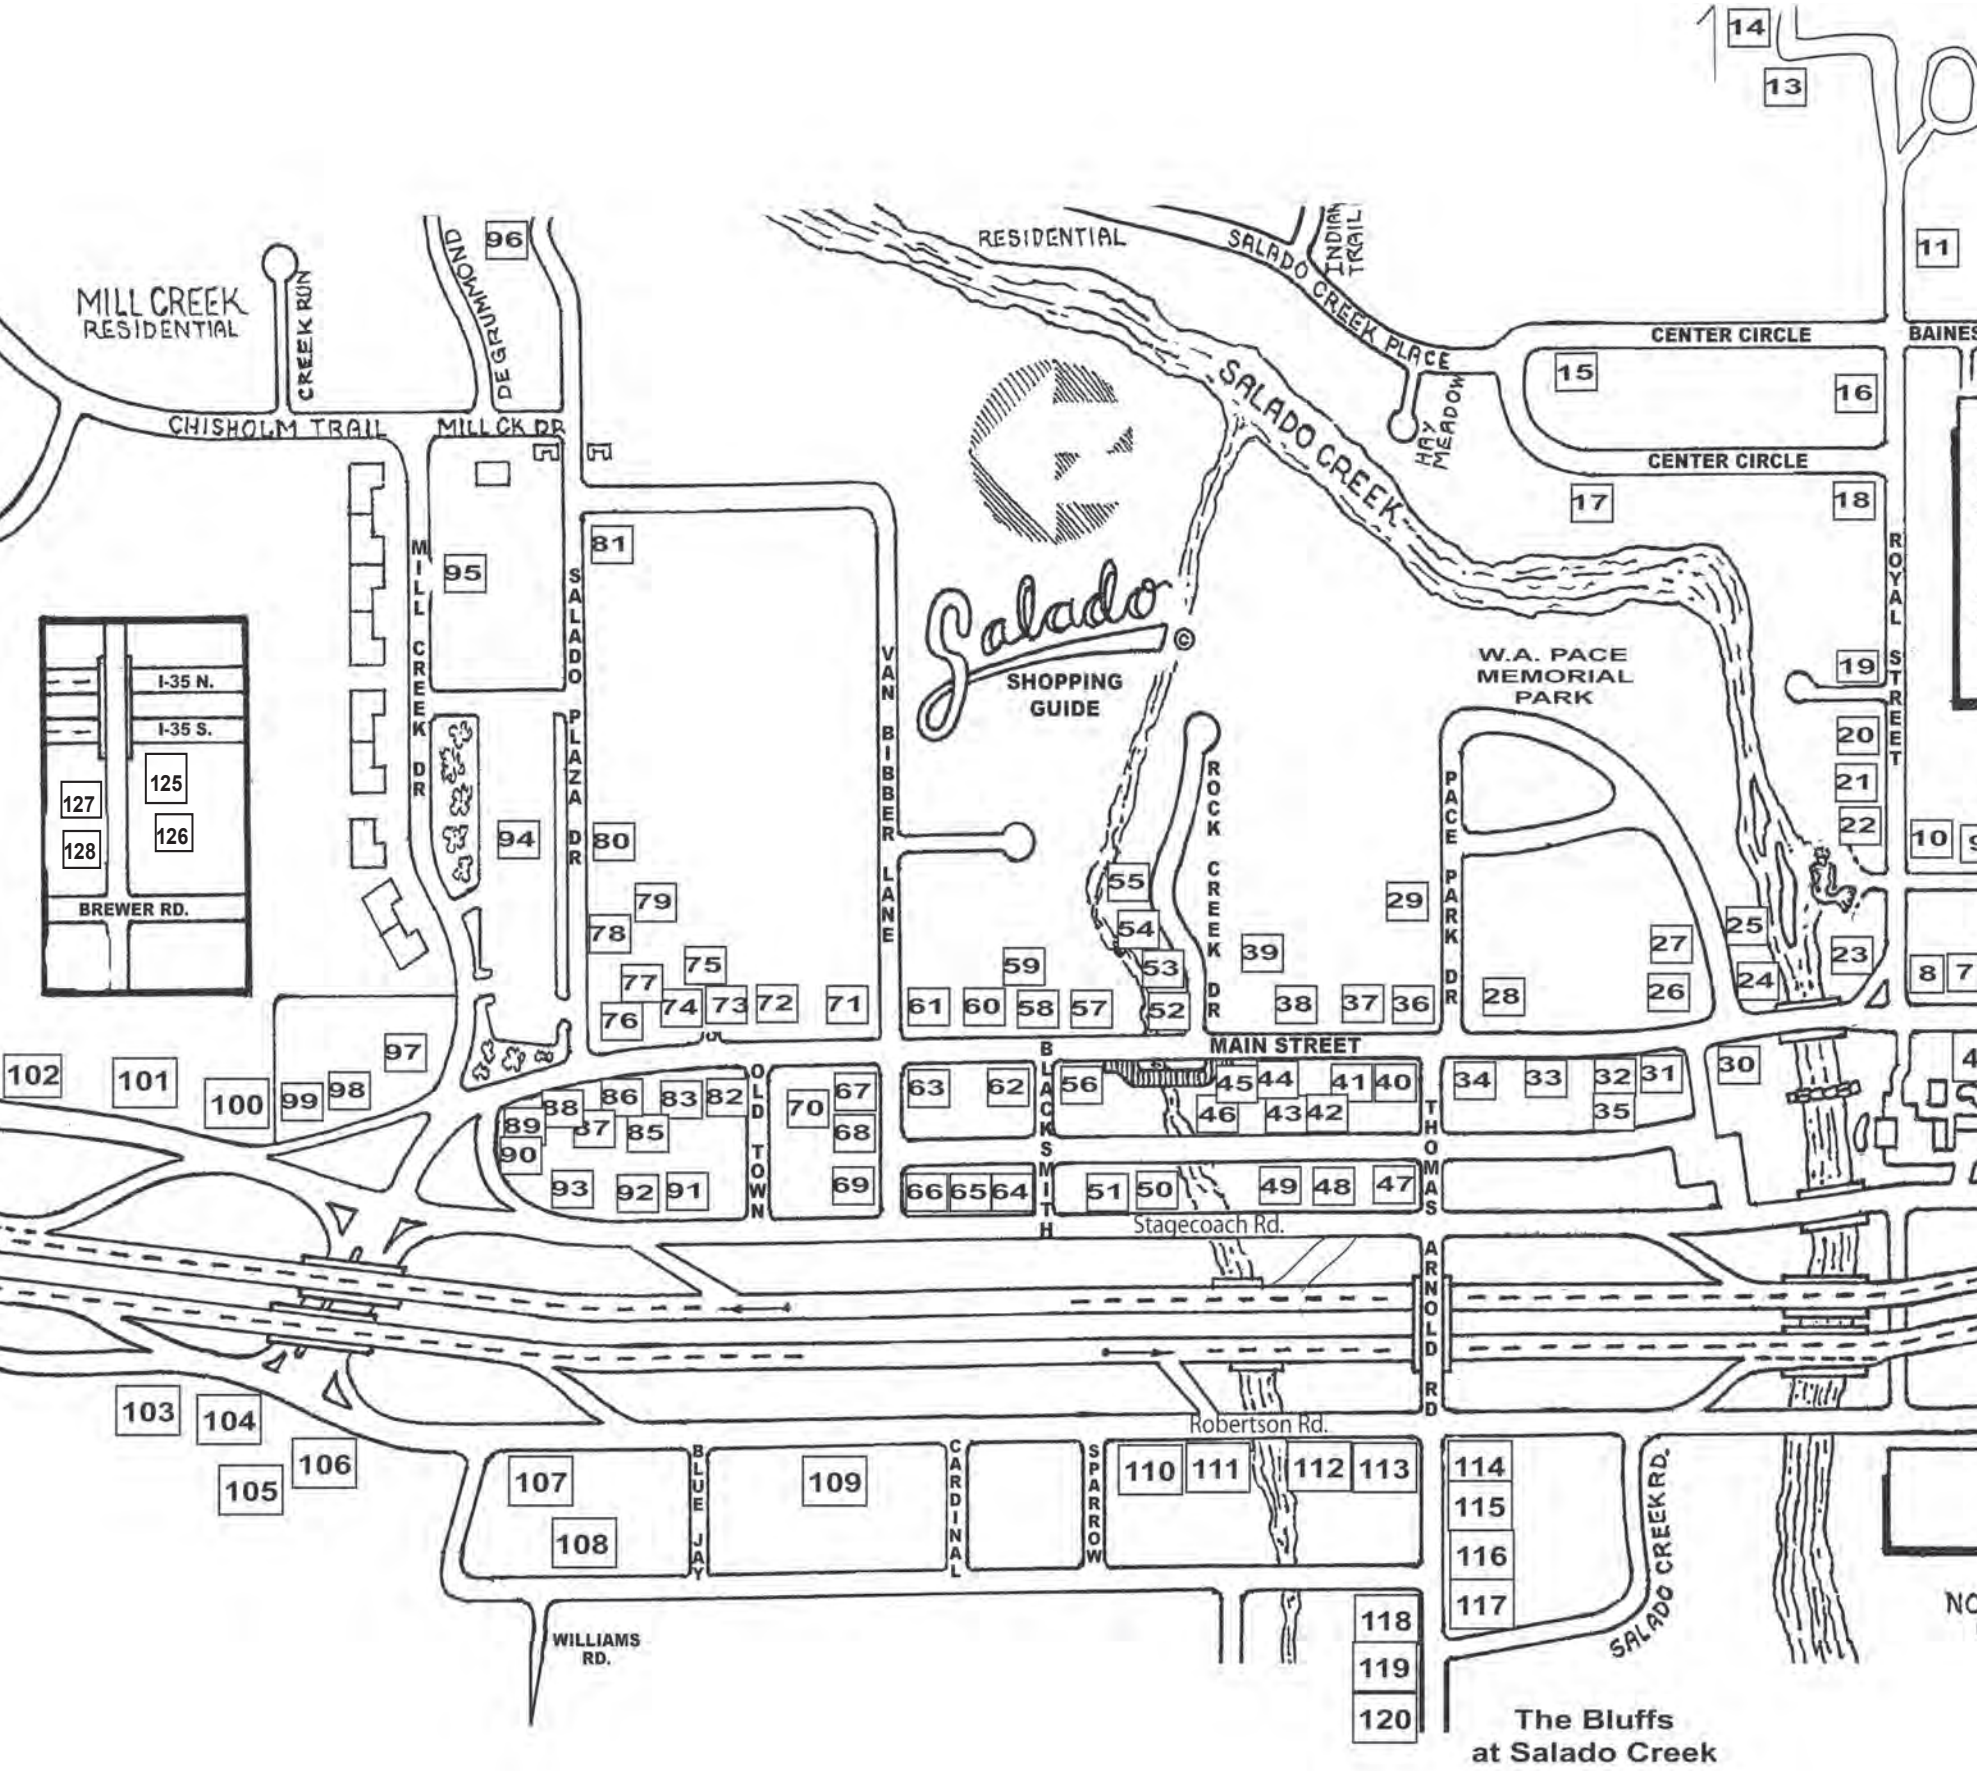 14
13
11
96
RESIDENTIAL
SALADO CREEK PLACE
INDIAN
TRAIL
DEGRUMMOND
MILL CREEK
RESIDENTIAL
CREEK RUN
CENTER CIRCLE
BAINES
15
16
HAY
MEADOW
SALADO CREEK
CHISHOLM TRAIL
MILL CK DR
CENTER CIRCLE
17
18
81
95
MILL CREEK DR
SALADO PLAZA DR
VAN BIBBER LANE
ROYAL STREET
Salado ©
SHOPPING
GUIDE
W.A. PACE
MEMORIAL
PARK
I-35 N.
I-35 S.
125
127
126
128
BREWER RD.
19
20
21
22
10
94
80
79
78
77
75
74
73
72
71
76
ROCK CREEK DR
PACE PARK DR
55
54
53
52
39
29
27
25
23
24
26
28
8
7
61
60
59
58
57
38
37
36
MAIN STREET
102
101
100
99
98
97
89
88
86
83
82
90
87
85
93
92
91
OLD TOWN
70
67
68
69
63
62
BLACKSMITH
56
45
44
41
40
46
43
42
34
33
32
31
35
30
4
66
65
64
51
50
49
48
47
Stagecoach Rd.
THOMAS ARNOLD RD
Robertson Rd.
103
104
105
106
107
108
BLUE JAY
109
CARDINAL
SPARROW
110
111
112
113
114
115
116
117
SALADO CREEK RD.
118
119
120
WILLIAMS
RD.
The Bluffs
at Salado Creek